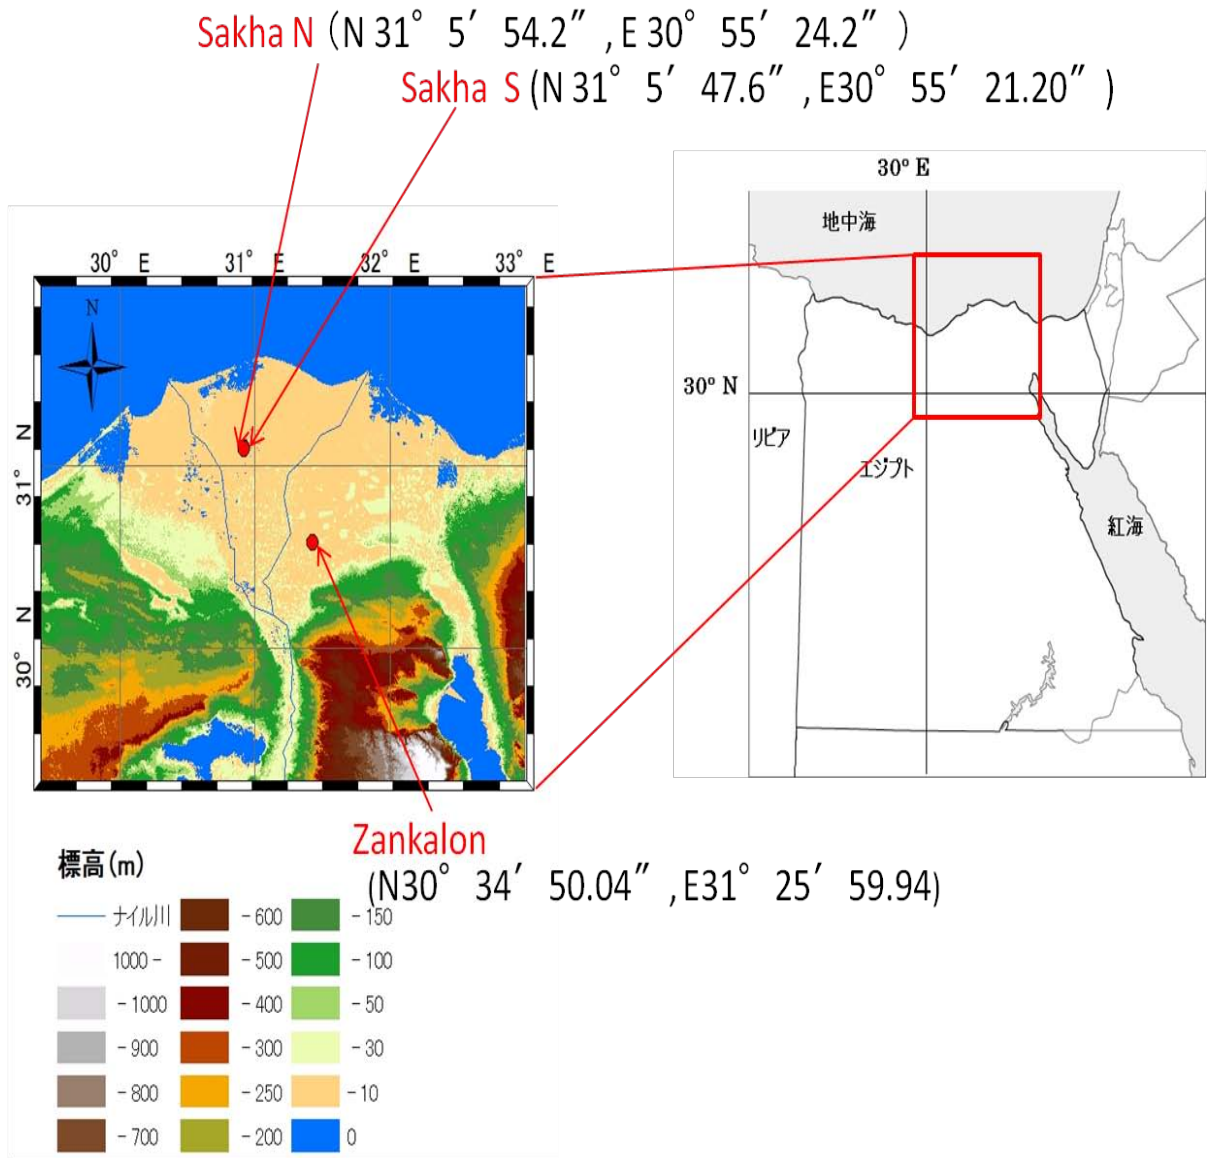 Sakha N (N 31° 5′ 54.2″ , E 30° 55′ 24.2″ )
Sakha S (N 31° 5′ 47.6″ , E30° 55′ 21.20″ )
30° E
地中海
30° N
リビア
エジプト
紅海
30° E 31° E 32° E 33° E
N
31° N
30° N
Zankalon
(N30° 34′ 50.04″ , E31° 25′ 59.94)
標高(m)
ナイル川 - 600 - 150
1000 - - 500 - 100
- 1000 - 400 - 50
- 900 - 300 - 30
- 800 - 250 - 10
- 700 - 200 0